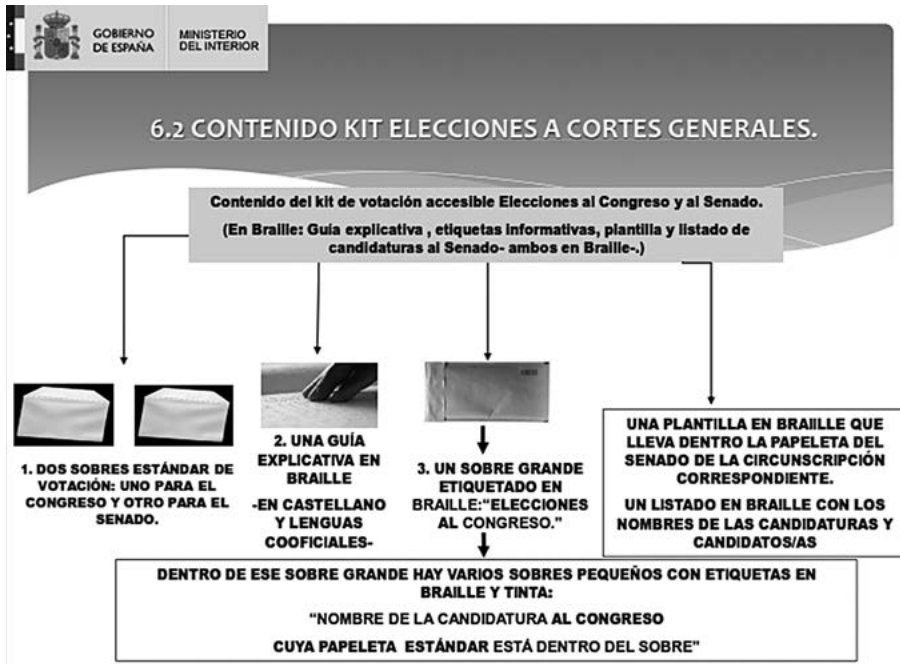 GOBIERNO
DE ESPAÑA
MINISTERIO
DEL INTERIOR
6.2 CONTENIDO KIT ELECCIONES A CORTES GENERALES.
Contenido del kit de votación accesible Elecciones al Congreso y al Senado.
(En Braille: Guía explicativa , etiquetas informativas, plantilla y listado de
candidaturas al Senado- ambos en Braille-.)
1. DOS SOBRES ESTÁNDAR DE
VOTACIÓN: UNO PARA EL
CONGRESO Y OTRO PARA EL
SENADO.
2. UNA GUÍA
EXPLICATIVA EN
BRAILLE
-EN CASTELLANO
Y LENGUAS
COOFICIALES-
3. UN SOBRE GRANDE
ETIQUETADO EN
BRAILLE:“ELECCIONES
AL CONGRESO.”
UNA PLANTILLA EN BRAILLE QUE
LLEVA DENTRO LA PAPELETA DEL
SENADO DE LA CIRCUNSCRIPCIÓN
CORRESPONDIENTE.
UN LISTADO EN BRAILLE CON LOS
NOMBRES DE LAS CANDIDATURAS Y
CANDIDATOS/AS
DENTRO DE ESE SOBRE GRANDE HAY VARIOS SOBRES PEQUEÑOS CON ETIQUETAS EN
BRAILLE Y TINTA:
“NOMBRE DE LA CANDIDATURA AL CONGRESO
CUYA PAPELETA ESTÁNDAR ESTÁ DENTRO DEL SOBRE”